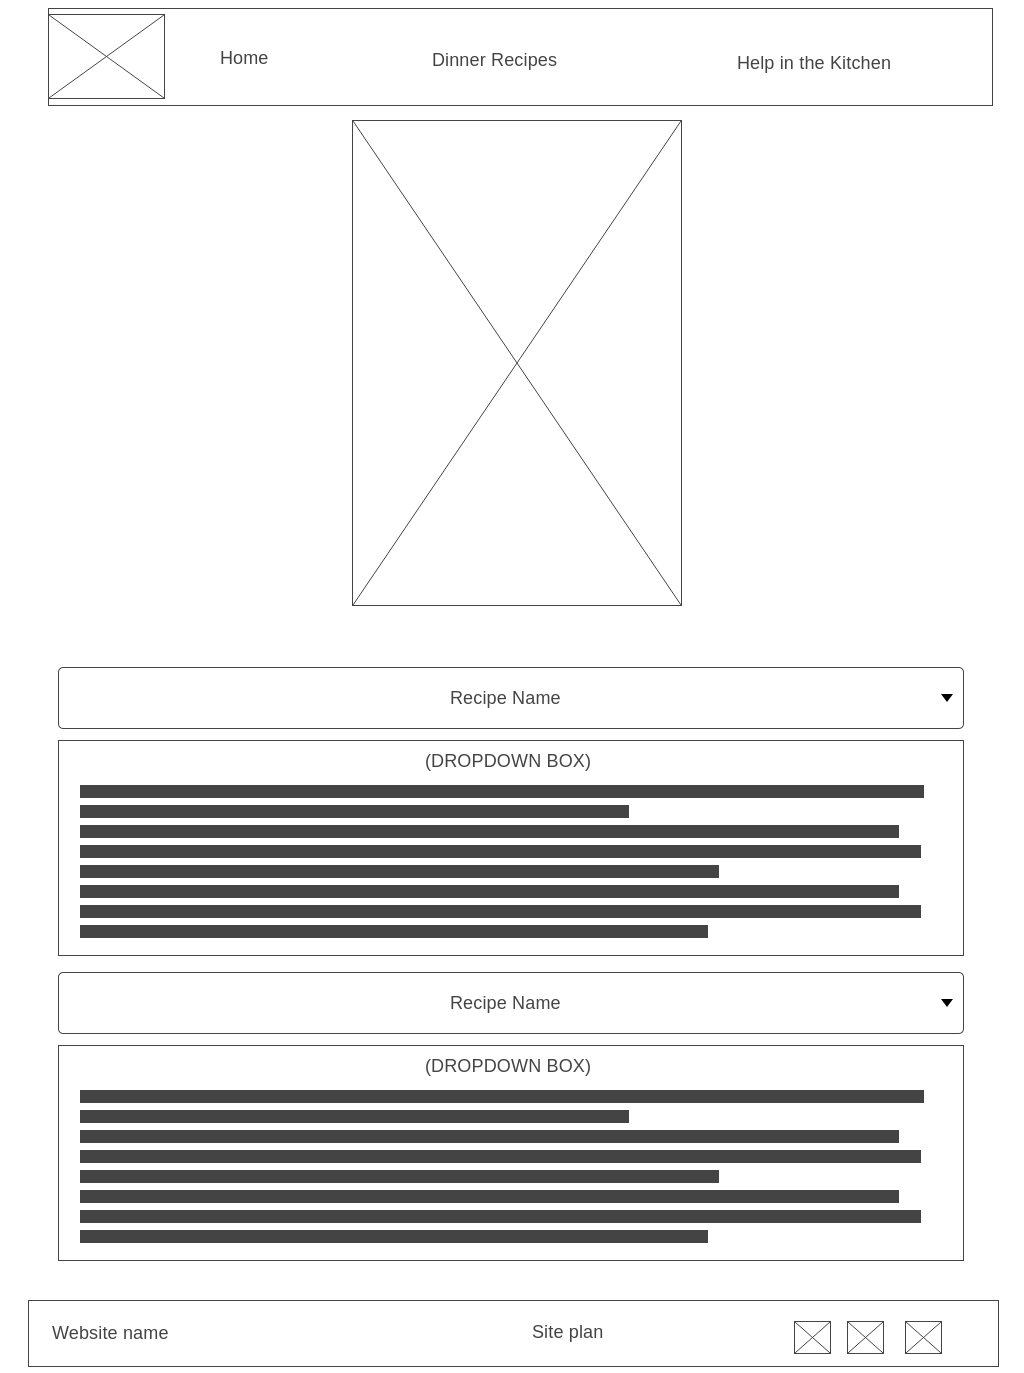 Home
Dinner Recipes
Help in the Kitchen
Recipe Name
(DROPDOWN BOX)
Recipe Name
(DROPDOWN BOX)
Website name
Site plan